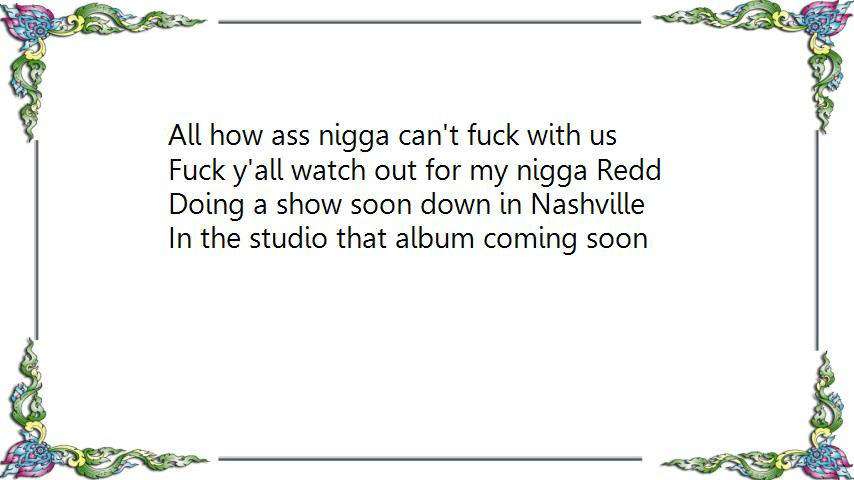 All how ass nigga can't fuck with us
Fuck y'all watch out for my nigga Redd
Doing a show soon down in Nashville
In the studio that album coming soon